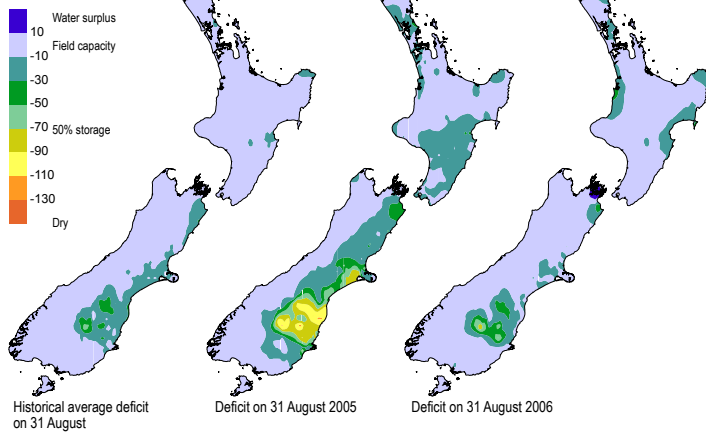 Water surplus
10
Field capacity
-10
-30
-50
-70
50% storage
-90
-110
-130
Dry
Historical average deficit
on 31 August
Deficit on 31 August 2005
Deficit on 31 August 2006